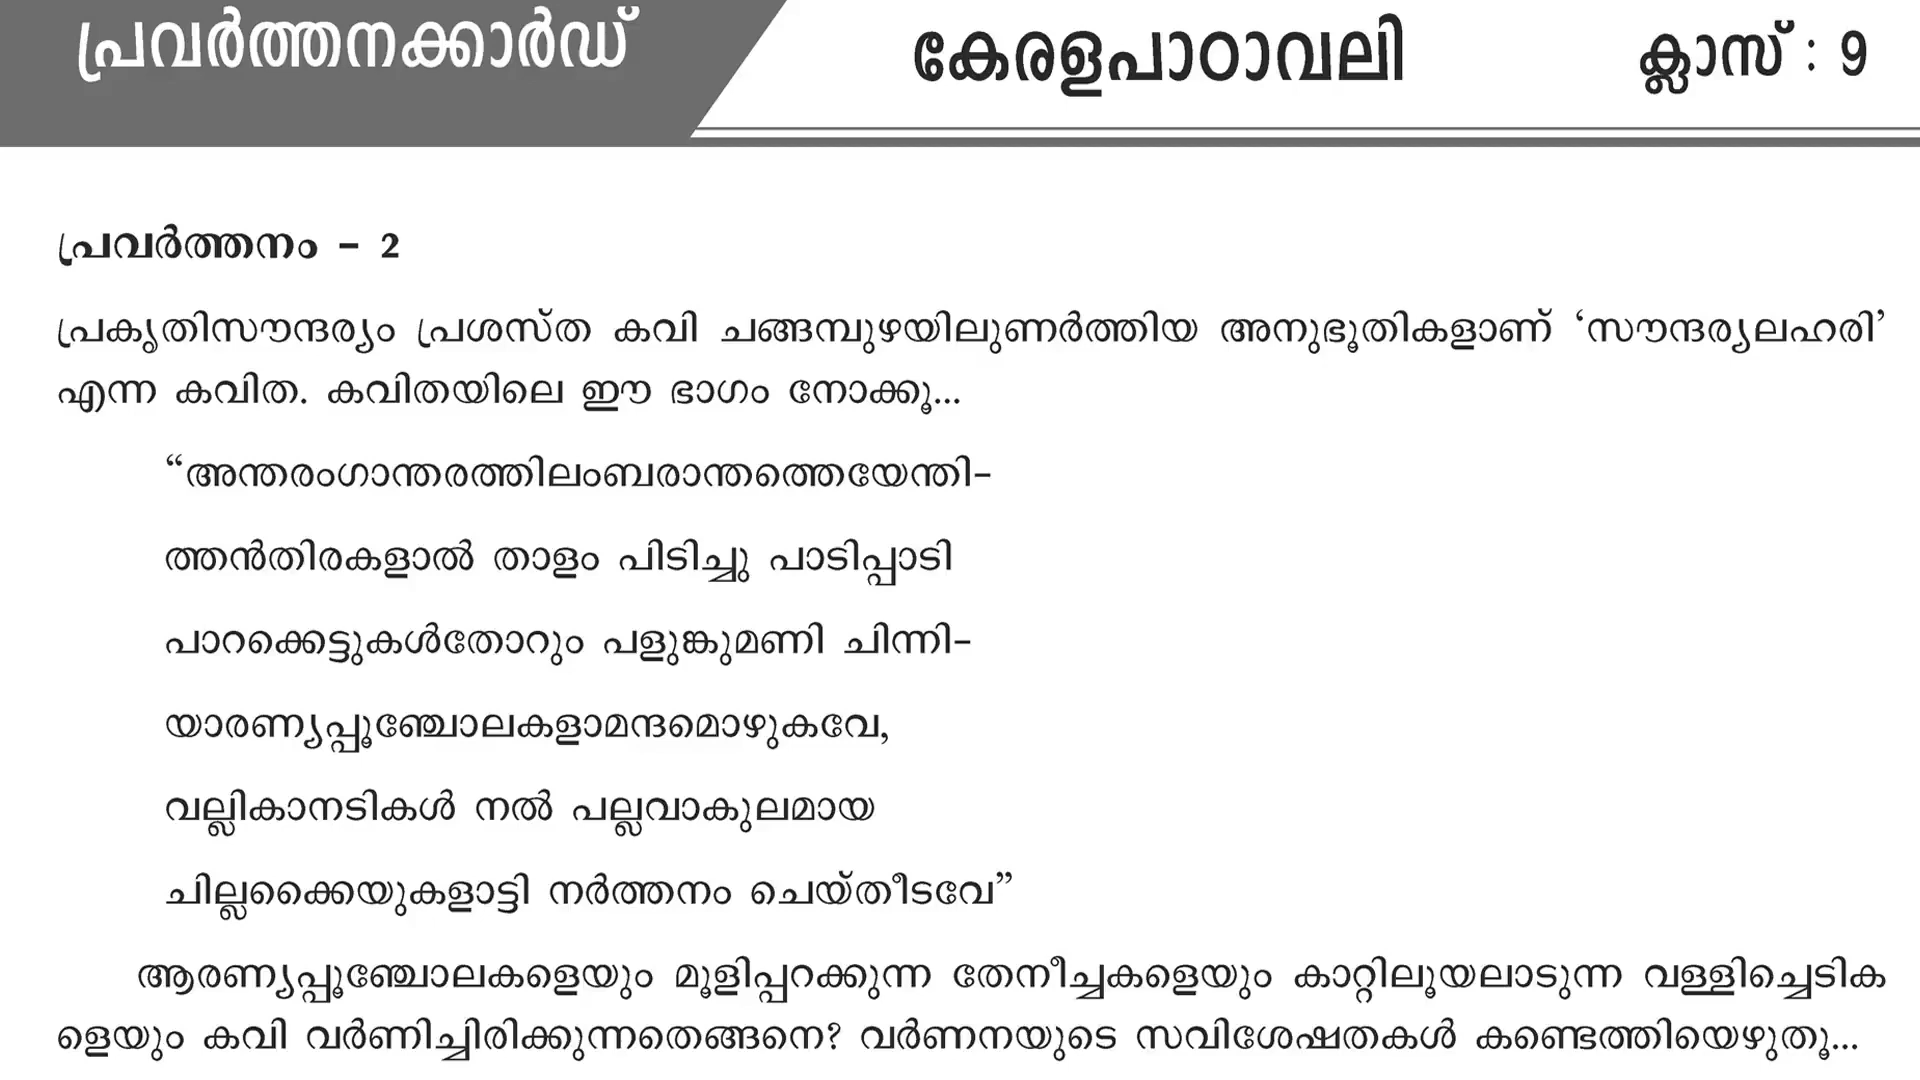 പ്രവർത്തനക്കാർഡ് കേരളപാഠാവലി ക്ലാസ് : 9
പ്രവർത്തനം - 2
പ്രകൃതിസൗന്ദര്യം പ്രശസ്ത കവി ചങ്ങമ്പുഴയിലുണർത്തിയ അനുഭൂതികളാണ് ‘സൗന്ദര്യലഹരി’
എന്ന കവിത. കവിതയിലെ ഈ ഭാഗം നോക്കൂ...
“അന്തരംഗാന്തരത്തിലംബരാന്തത്തെയേന്തി-
ത്തൻതിരകളാൽ താളം പിടിച്ചു പാടിപ്പാടി
പാറക്കെട്ടുകൾതോറും പളുങ്കുമണി ചിന്നി-
യാരണ്യപ്പൂഞ്ചോലകളാമന്ദമൊഴുകവേ,
വല്ലികാനടികൾ നൽ പല്ലവാകുലമായ
ചില്ലക്കൈയുകളാട്ടി നർത്തനം ചെയ്തീടവേ”
ആരണ്യപ്പൂഞ്ചോലകളെയും മൂളിപ്പറക്കുന്ന തേനീച്ചകളെയും കാറ്റിലൂയലാടുന്ന വള്ളിച്ചെടിക
ളെയും കവി വർണിച്ചിരിക്കുന്നതെങ്ങനെ? വർണനയുടെ സവിശേഷതകൾ കണ്ടെത്തിയെഴുതൂ...